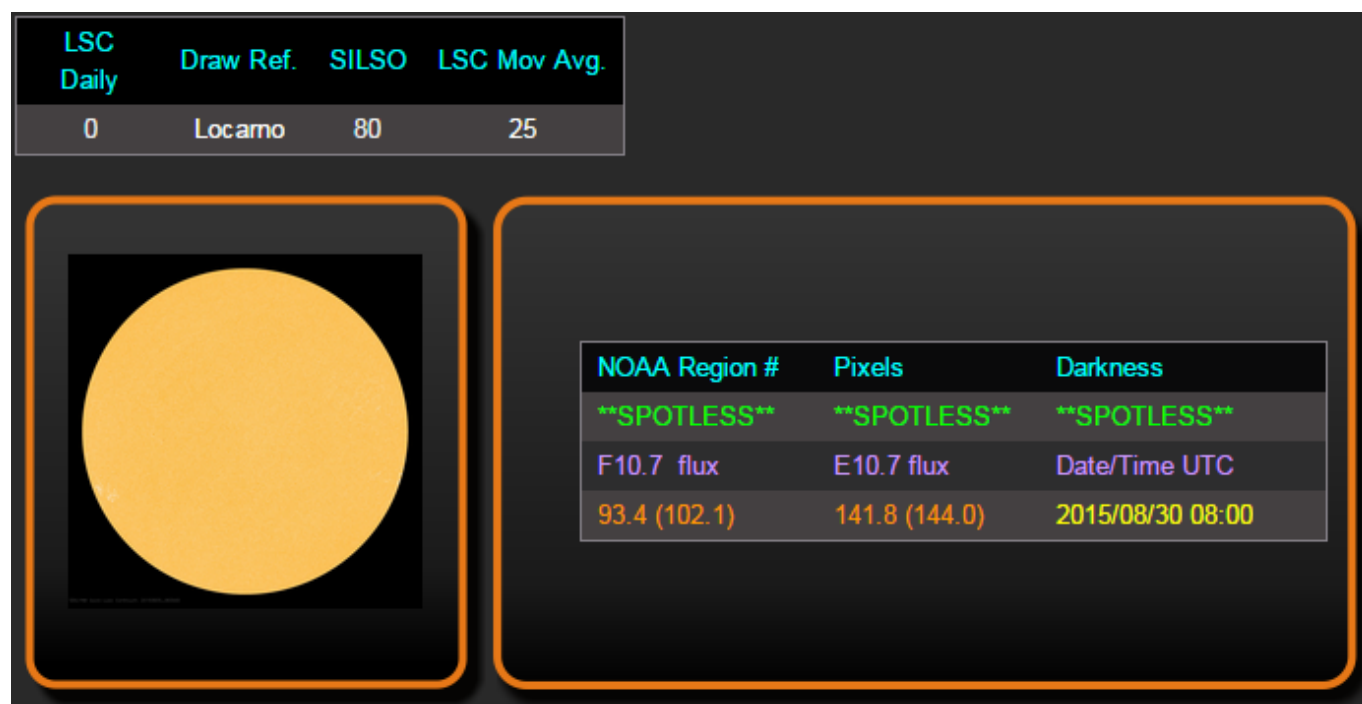 LSC Daily Draw Ref. SILSO LSC Mov Avg.
0 Locarno 80 25
NOAA Region # Pixels Darkness
**SPOTLESS** **SPOTLESS** **SPOTLESS**
F10.7 flux E10.7 flux Date/Time UTC
93.4 (102.1) 141.8 (144.0) 2015/08/30 08:00